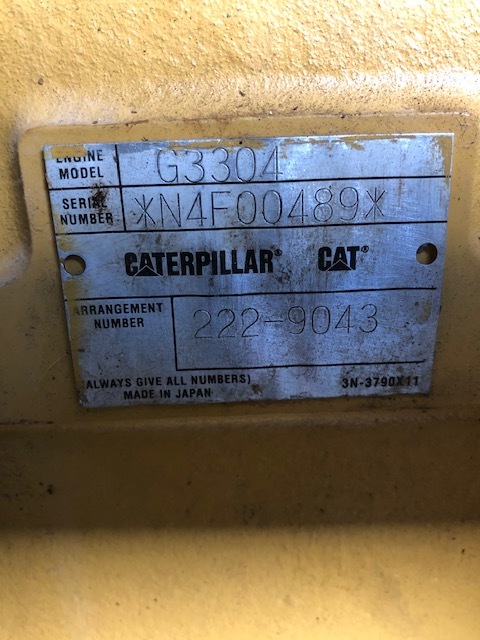 ENGINE MODEL G3304
SERIAL NUMBER *N4F00489*
CATERPILLAR® CAT®
ARRANGEMENT NUMBER 222-9043
(ALWAYS GIVE ALL NUMBERS) 3N-3790X11
MADE IN JAPAN